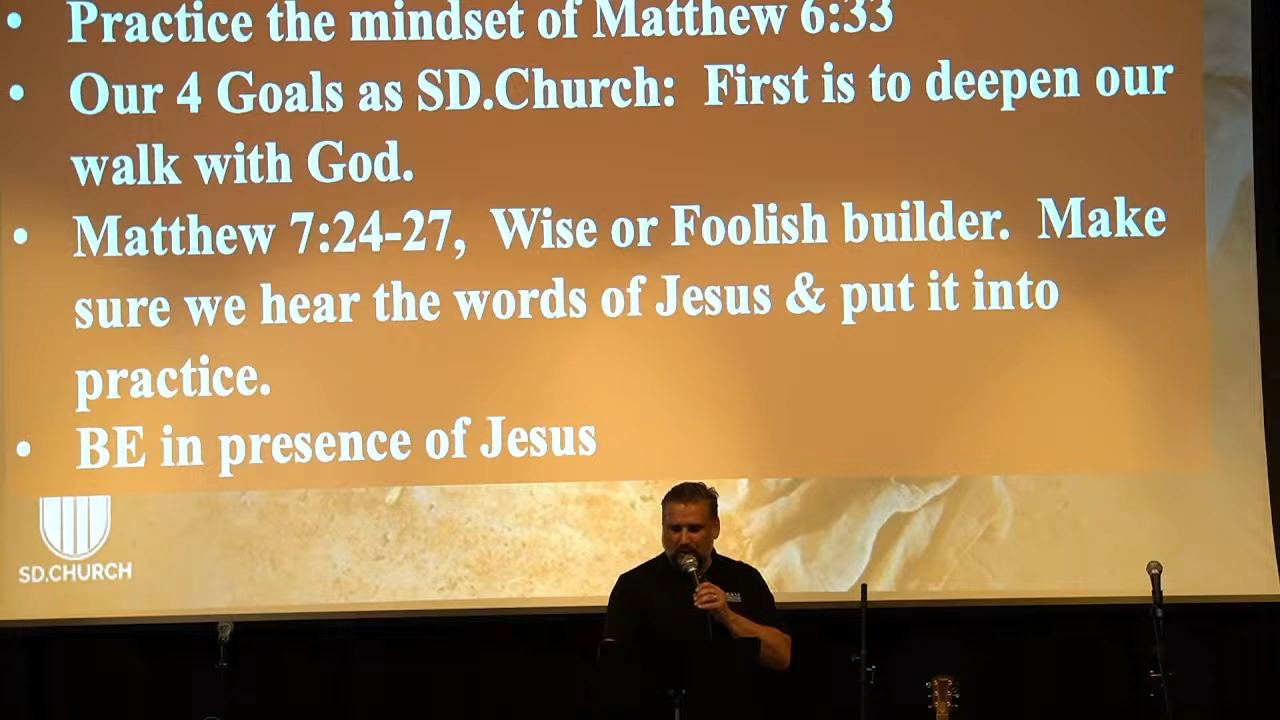 • Practice the mindset of Matthew 6:33
• Our 4 Goals as SD.Church: First is to deepen our
walk with God.
• Matthew 7:24-27, Wise or Foolish builder. Make
sure we hear the words of Jesus & put it into
practice.
• BE in presence of Jesus
SD.CHURCH